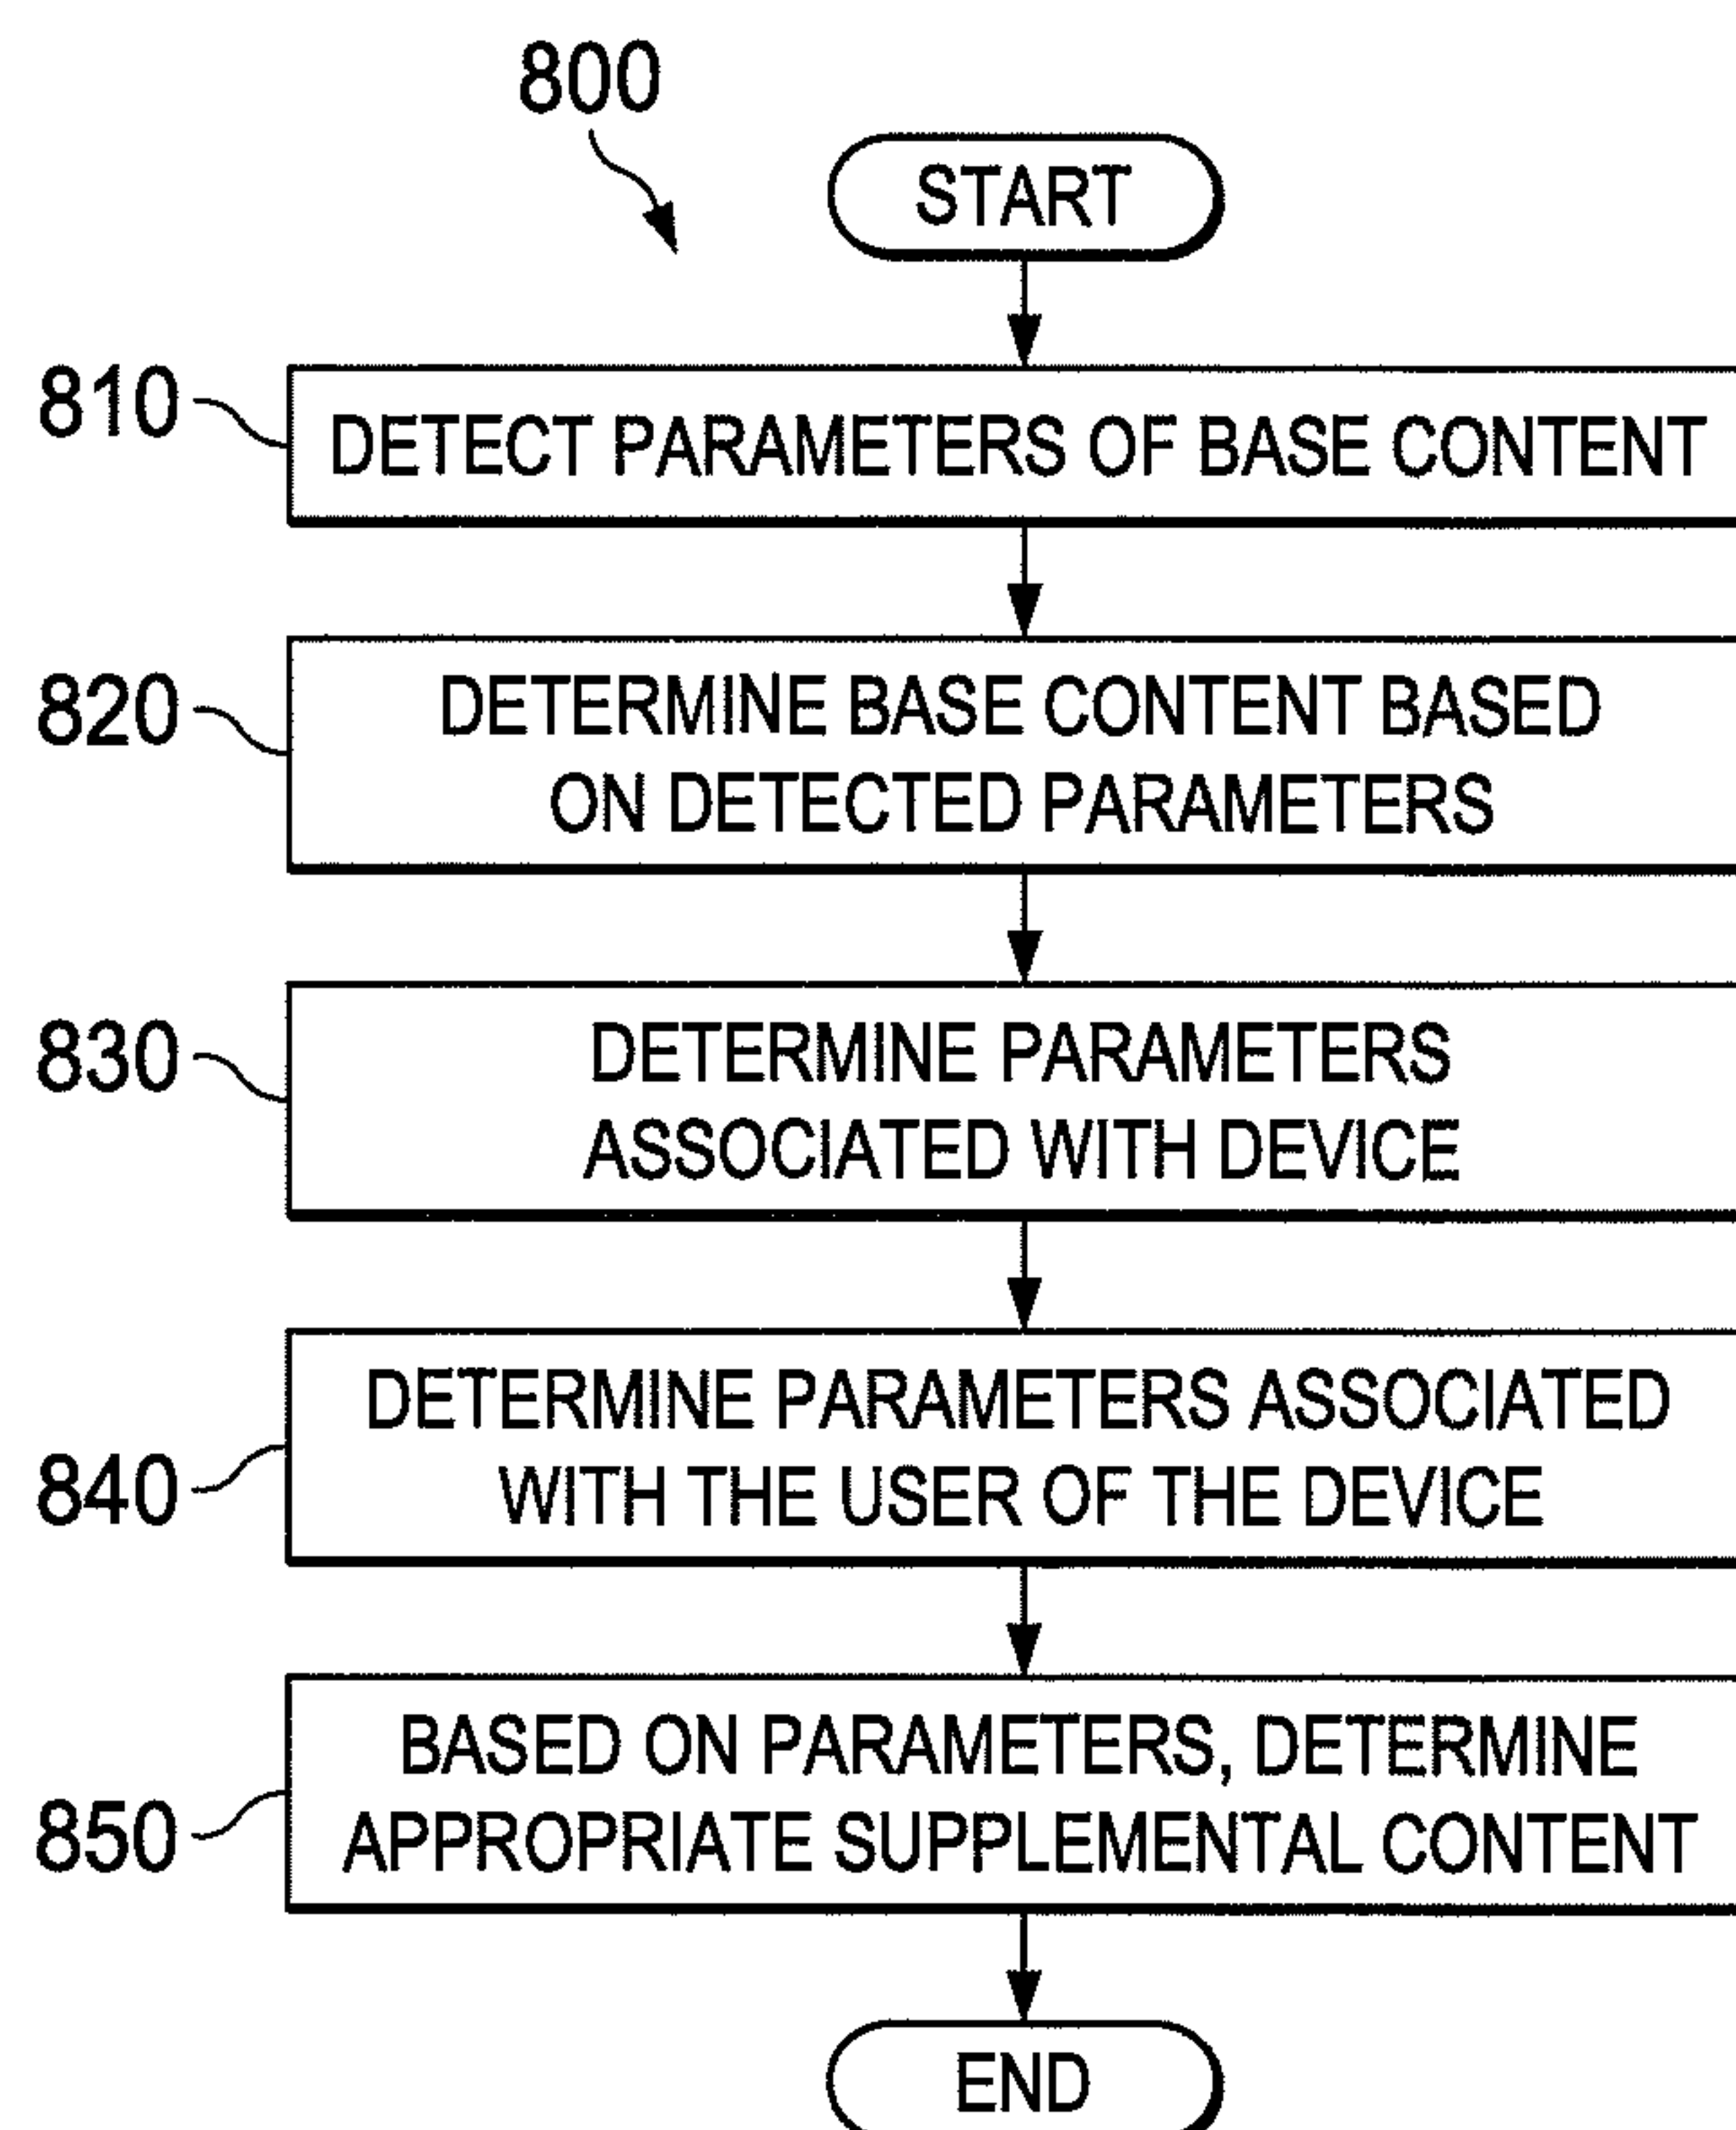 800
START
810
DETECT PARAMETERS OF BASE CONTENT
820
DETERMINE BASE CONTENT BASED
ON DETECTED PARAMETERS
830
DETERMINE PARAMETERS
ASSOCIATED WITH DEVICE
840
DETERMINE PARAMETERS ASSOCIATED
WITH THE USER OF THE DEVICE
850
BASED ON PARAMETERS, DETERMINE
APPROPRIATE SUPPLEMENTAL CONTENT
END